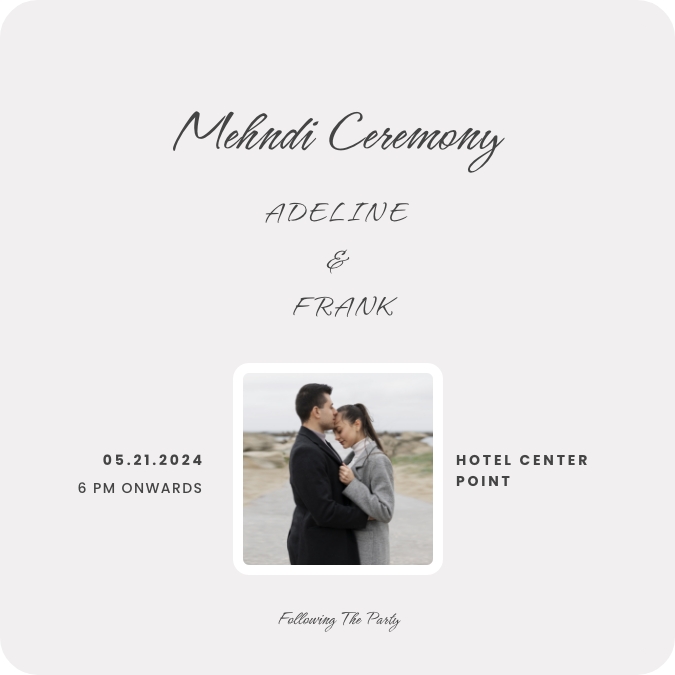 Mehndi Ceremony
ADELINE
&
FRANK
05.21.2024
6 PM ONWARDS
HOTEL CENTER
POINT
Following The Party